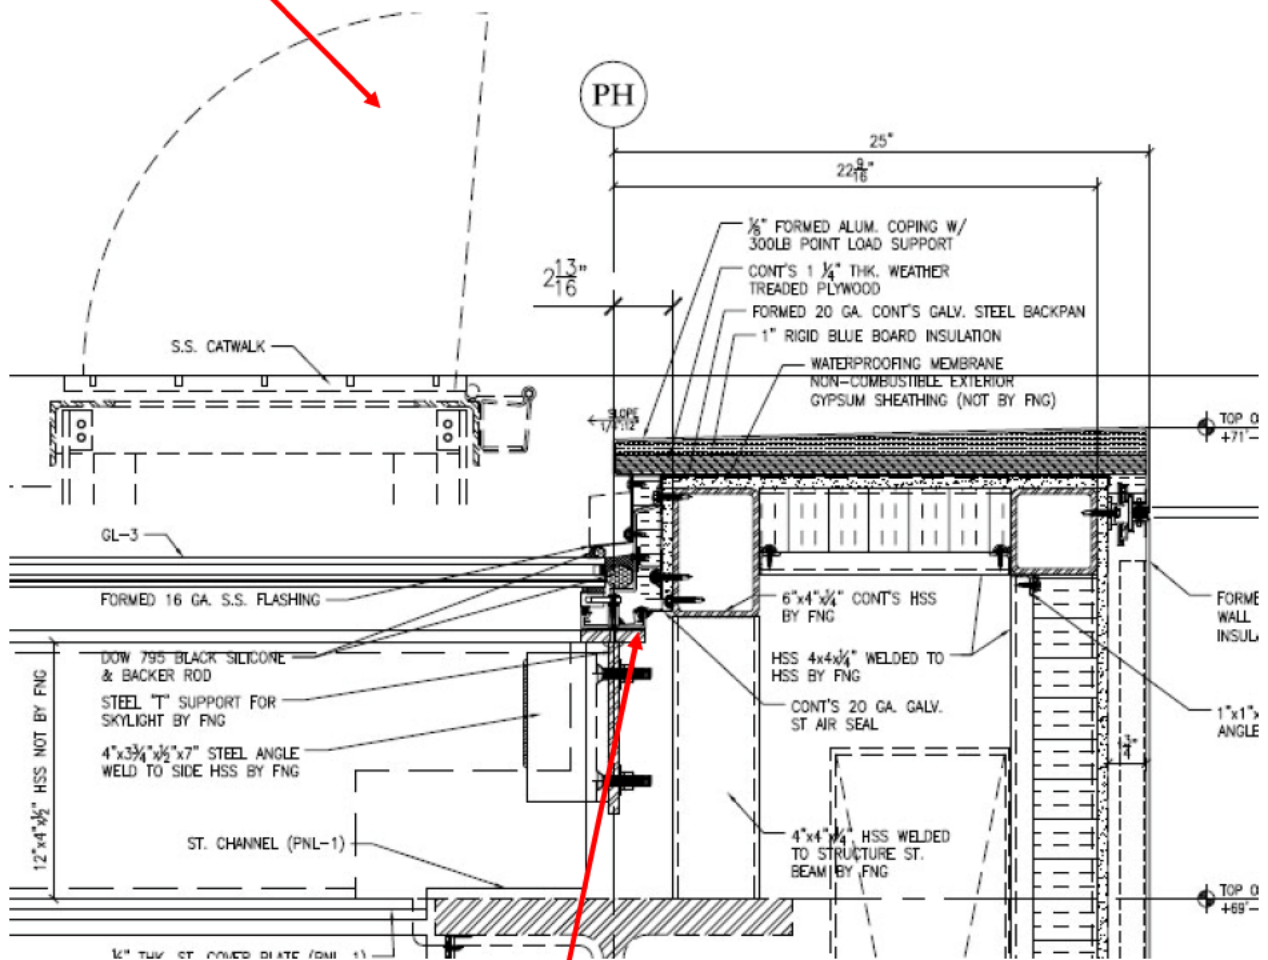 PH
25"
22 9/16"
2 13/16"
⅛" FORMED ALUM. COPING W/
300LB POINT LOAD SUPPORT
CONT'S 1 ¼" THK. WEATHER
TREADED PLYWOOD
FORMED 20 GA. CONT'S GALV. STEEL BACKPAN
1" RIGID BLUE BOARD INSULATION
WATERPROOFING MEMBRANE
NON-COMBUSTIBLE EXTERIOR
GYPSUM SHEATHING (NOT BY FNG)
S.S. CATWALK
SLOPE
TOP O
+71'-
GL-3
FORMED 16 GA. S.S. FLASHING
DOW 795 BLACK SILICONE
& BACKER ROD
STEEL "T" SUPPORT FOR
SKYLIGHT BY FNG
4"x3¾"x½"x7" STEEL ANGLE
WELD TO SIDE HSS BY FNG
12"x4"x½" HSS NOT BY FNG
ST. CHANNEL (PNL-1)
6"x4"x¼" CONT'S HSS
BY FNG
HSS 4x4x¼" WELDED TO
HSS BY FNG
CONT'S 20 GA. GALV.
ST AIR SEAL
4"x4"x¼" HSS WELDED
TO STRUCTURE ST.
BEAM BY FNG
FORME
WALL
INSUL
1"x1"x
ANGLE
TOP O
+69'-
THK. ST. COVER PLATE (PNL-1)